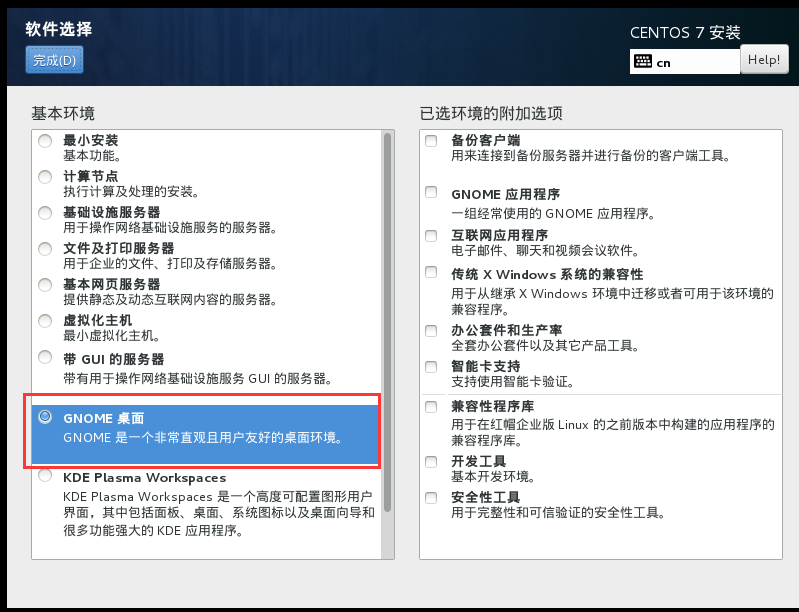 软件选择
CENTOS 7 安装
完成(D)
cn
Help!
基本环境
最小安装
基本功能。
计算节点
执行计算及处理的安装。
基础设施服务器
用于操作网络基础设施服务的服务器。
文件及打印服务器
用于企业的文件、打印及存储服务器。
基本网页服务器
提供静态及动态互联网内容的服务器。
虚拟化主机
最小虚拟化主机。
带 GUI 的服务器
带有用于操作网络基础设施服务 GUI 的服务器。
GNOME 桌面
GNOME 是一个非常直观且用户友好的桌面环境。
KDE Plasma Workspaces
KDE Plasma Workspaces 是一个高度可配置图形用户
界面，其中包括面板、桌面、系统图标以及桌面向导和
很多功能强大的 KDE 应用程序。
已选环境的附加选项
备份客户端
用来连接到备份服务器并进行备份的客户端工具。
GNOME 应用程序
一组经常使用的 GNOME 应用程序。
互联网应用程序
电子邮件、聊天和视频会议软件。
传统 X Windows 系统的兼容性
用于从继承 X Windows 环境中迁移或者可用于该环境的
兼容程序。
办公套件和生产率
全套办公套件以及其它产品工具。
智能卡支持
支持使用智能卡验证。
兼容性程序库
用于在红帽企业版 Linux 的之前版本中构建的应用程序的
兼容程序库。
开发工具
基本开发环境。
安全性工具
用于完整性和可信验证的安全性工具。